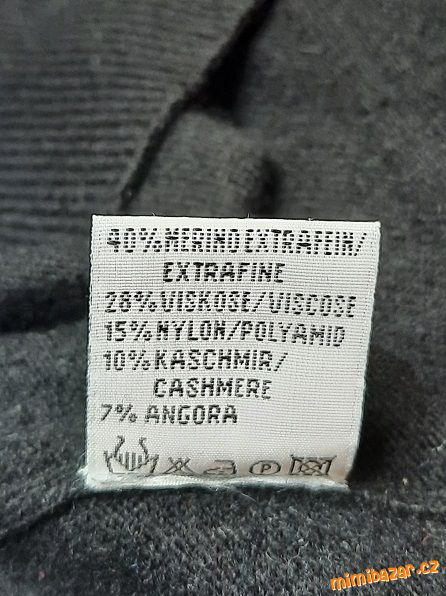 40% MERINO EXTRAFEIN/
EXTRAFINE
28% VISKOSE/VISCOSE
15% NYLON/POLYAMID
10% KASCHMIR/
CASHMERE
7% ANGORA
P
mimibazar.cz